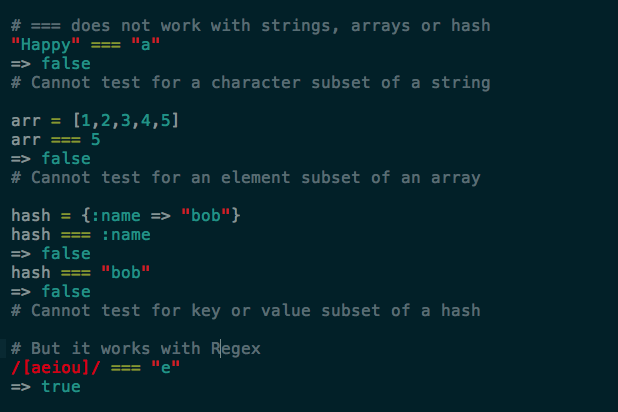 # === does not work with strings, arrays or hash
"Happy" === "a"
=> false
# Cannot test for a character subset of a string
arr = [1,2,3,4,5]
arr === 5
=> false
# Cannot test for an element subset of an array
hash = {:name => "bob"}
hash === :name
=> false
hash === "bob"
=> false
# Cannot test for key or value subset of a hash
# But it works with Regex
/[aeiou]/ === "e"
=> true